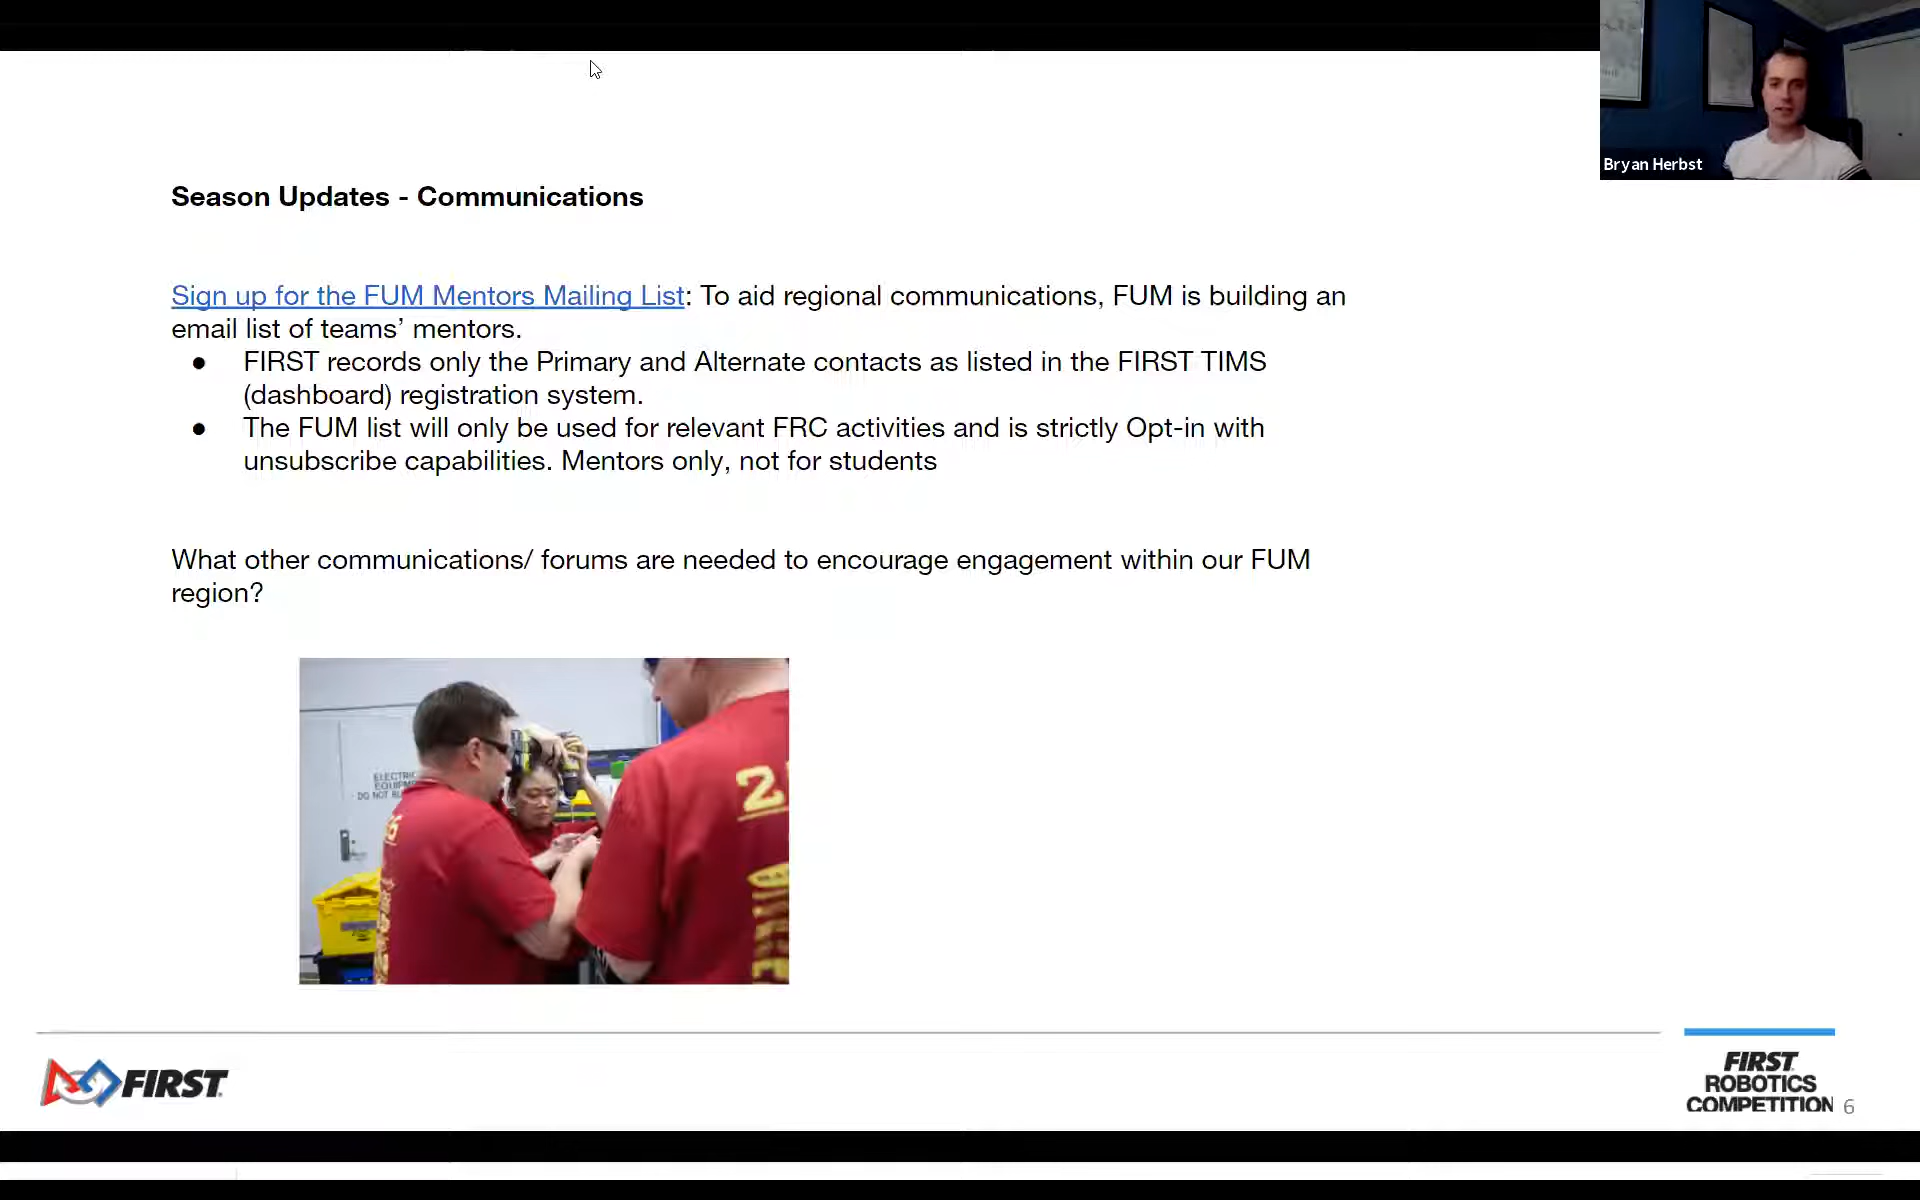 Bryan Herbst
Season Updates - Communications
Sign up for the FUM Mentors Mailing List: To aid regional communications, FUM is building an
email list of teams’ mentors.
● FIRST records only the Primary and Alternate contacts as listed in the FIRST TIMS
(dashboard) registration system.
● The FUM list will only be used for relevant FRC activities and is strictly Opt-in with
unsubscribe capabilities. Mentors only, not for students
What other communications/ forums are needed to encourage engagement within our FUM
region?
DO NOT
2
FIRST
FIRST
ROBOTICS
COMPETITION 6